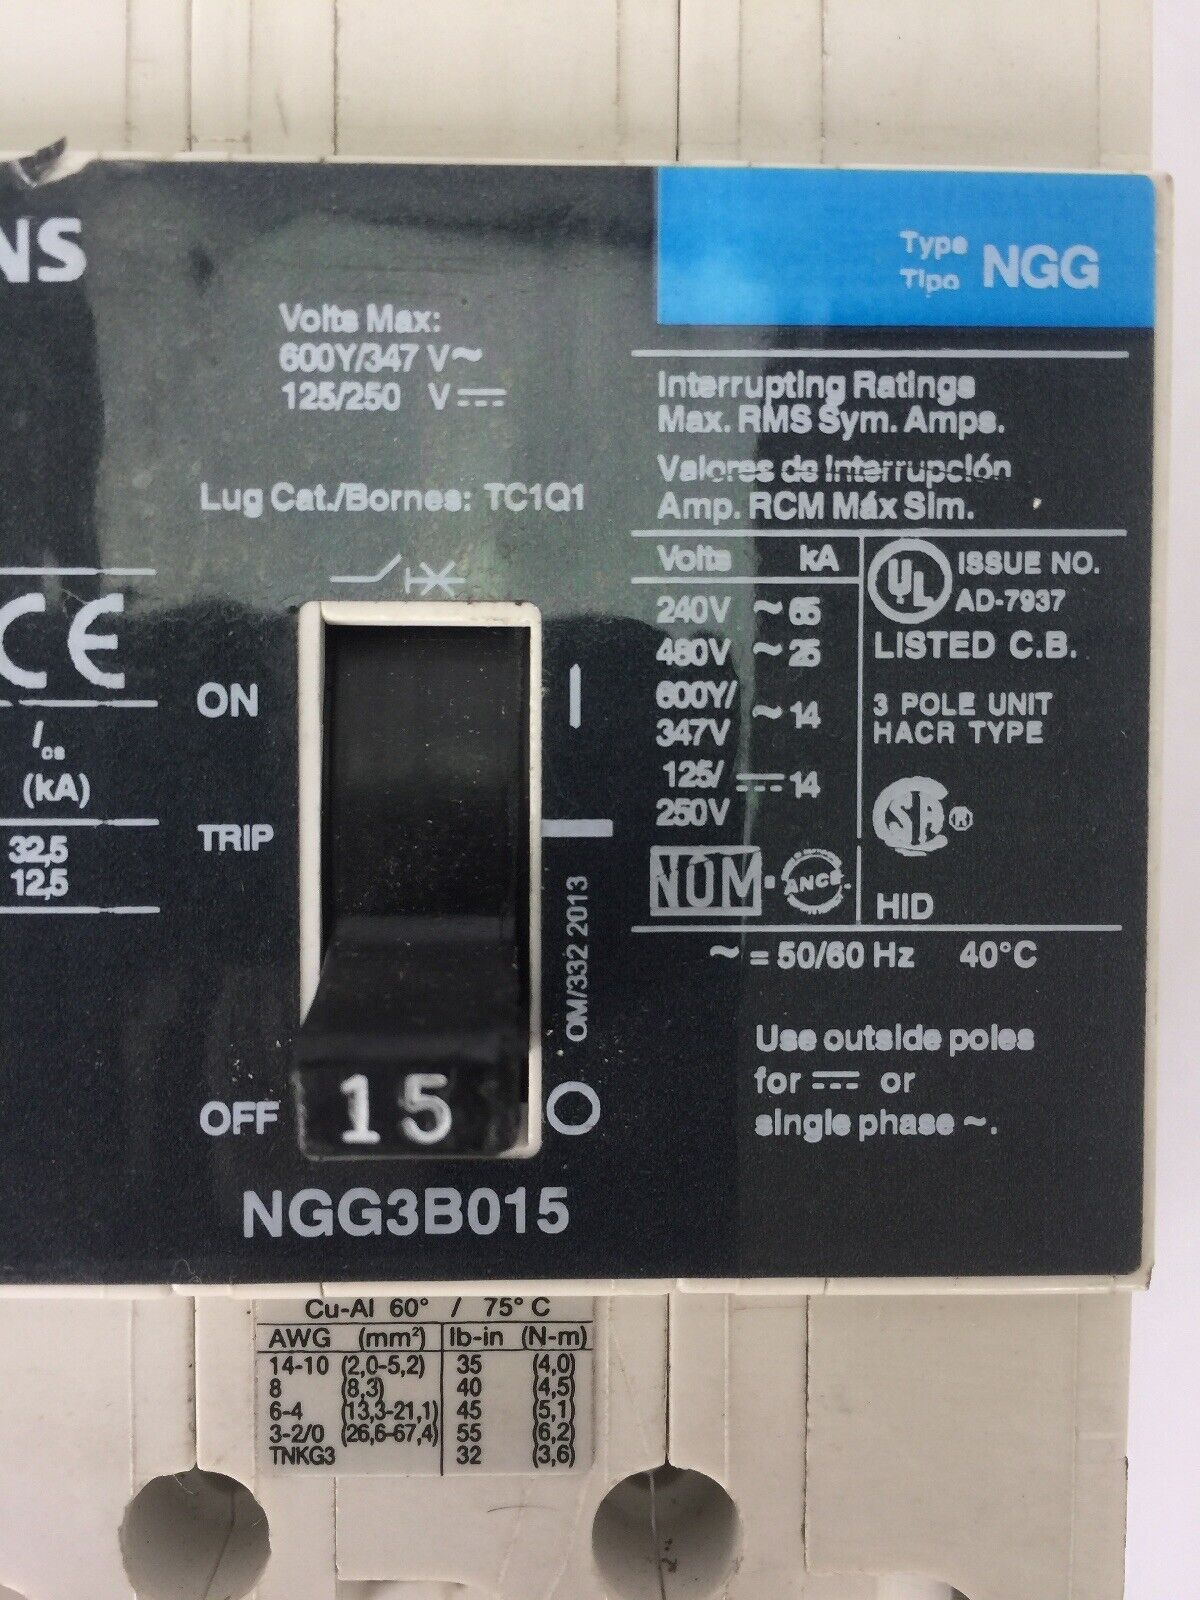 NS
Type
Tipo NGG
Volts Max:
600Y/347 V~
125/250 V
Lug Cat./Bornes: TC1Q1
Interrupting Ratings
Max. RMS Sym. Amps.
Valores de Interrupción
Amp. RCM Máx Sim.
Volts kA
240V ~ 65
480V ~ 25
600Y/
347V ~ 14
125/
250V 14
UL ISSUE NO.
AD-7937
LISTED C.B.
3 POLE UNIT
HACR TYPE
SA ®
NOM ANCE
HID
~ = 50/60 Hz 40°C
Use outside poles
for or
single phase ~.
CE
Ics
(kA)
32,5
12,5
ON
TRIP
OFF
I
O
15
OM/332 2013
NGG3B015
Cu-Al 60° / 75° C
AWG (mm²) lb-in (N-m)
14-10 (2,0-5,2) 35 (4,0)
8 (8,3) 40 (4,5)
6-4 (13,3-21,1) 45 (5,1)
3-2/0 (26,6-67,4) 55 (6,2)
TNKG3 32 (3,6)